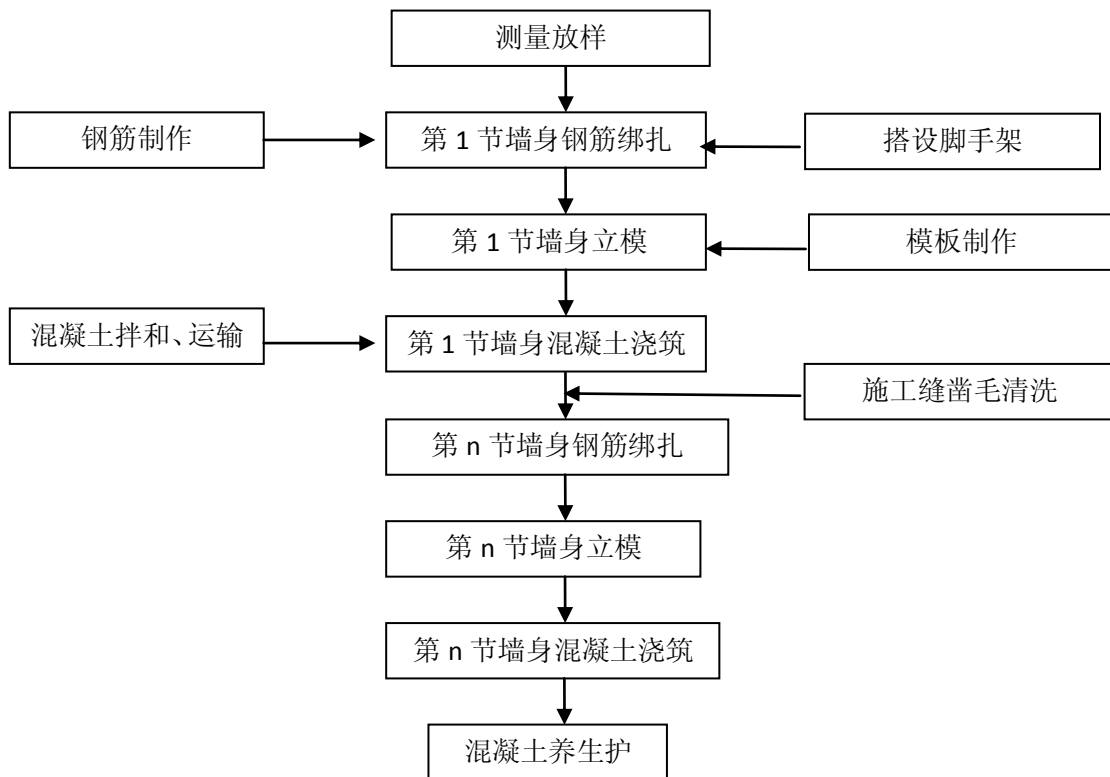 测量放样
钢筋制作
第 1 节墙身钢筋绑扎
搭设脚手架
第 1 节墙身立模
模板制作
混凝土拌和、运输
第 1 节墙身混凝土浇筑
施工缝凿毛清洗
第 n 节墙身钢筋绑扎
第 n 节墙身立模
第 n 节墙身混凝土浇筑
混凝土养生护